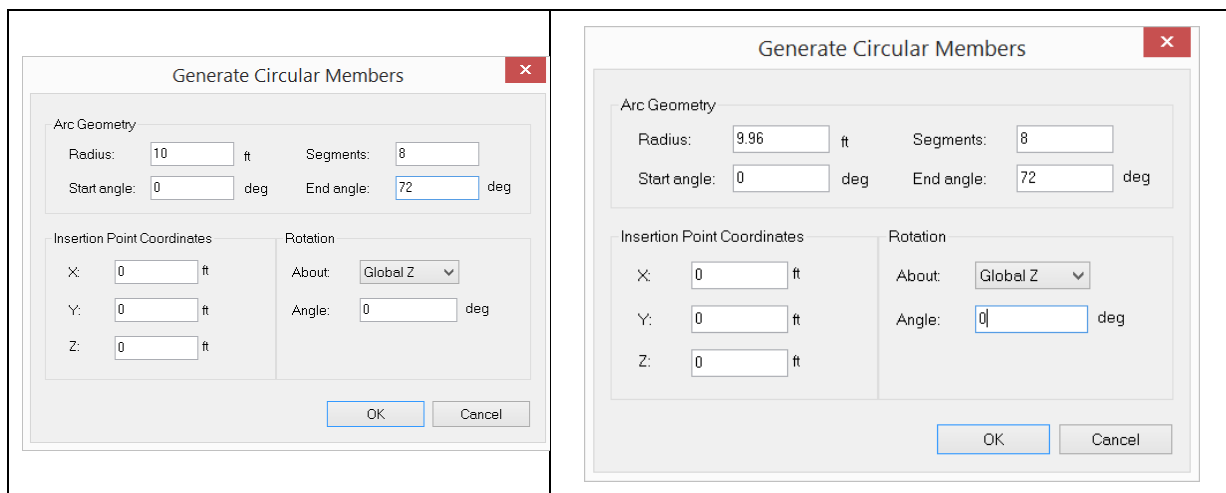 Generate Circular Members
Arc Geometry
Radius: 10 ft Segments: 8
Start angle: 0 deg End angle: 72 deg
Insertion Point Coordinates Rotation
X: 0 ft About: Global Z
Y: 0 ft Angle: 0 deg
Z: 0 ft
OK Cancel
Generate Circular Members
Arc Geometry
Radius: 9.96 ft Segments: 8
Start angle: 0 deg End angle: 72 deg
Insertion Point Coordinates Rotation
X: 0 ft About: Global Z
Y: 0 ft Angle: 0 deg
Z: 0 ft
OK Cancel